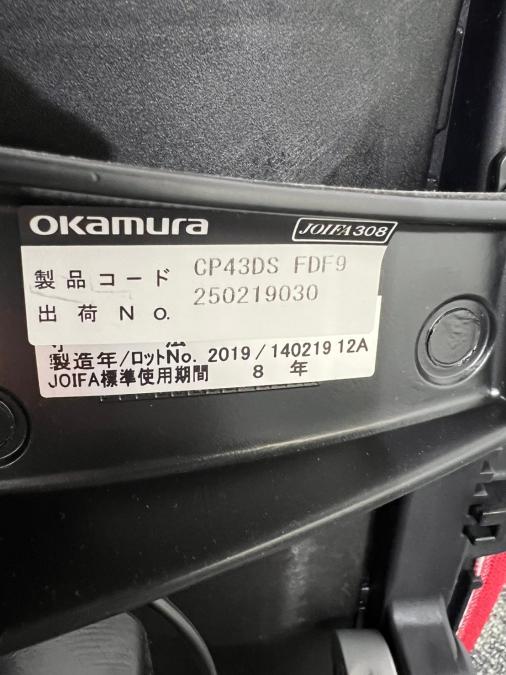 okamura
JOIFA308
製品コード CP43DS FDF9
出荷No. 250219030
製造年/ロットNo. 2019/140219 12A
JOIFA標準使用期間 8年